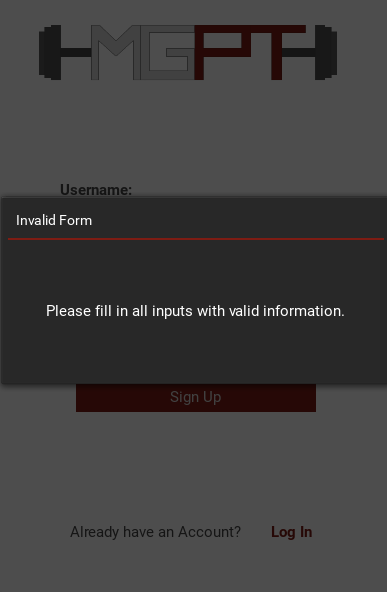 MGPT
Username:
Invalid Form
Please fill in all inputs with valid information.
Sign Up
Already have an Account? Log In